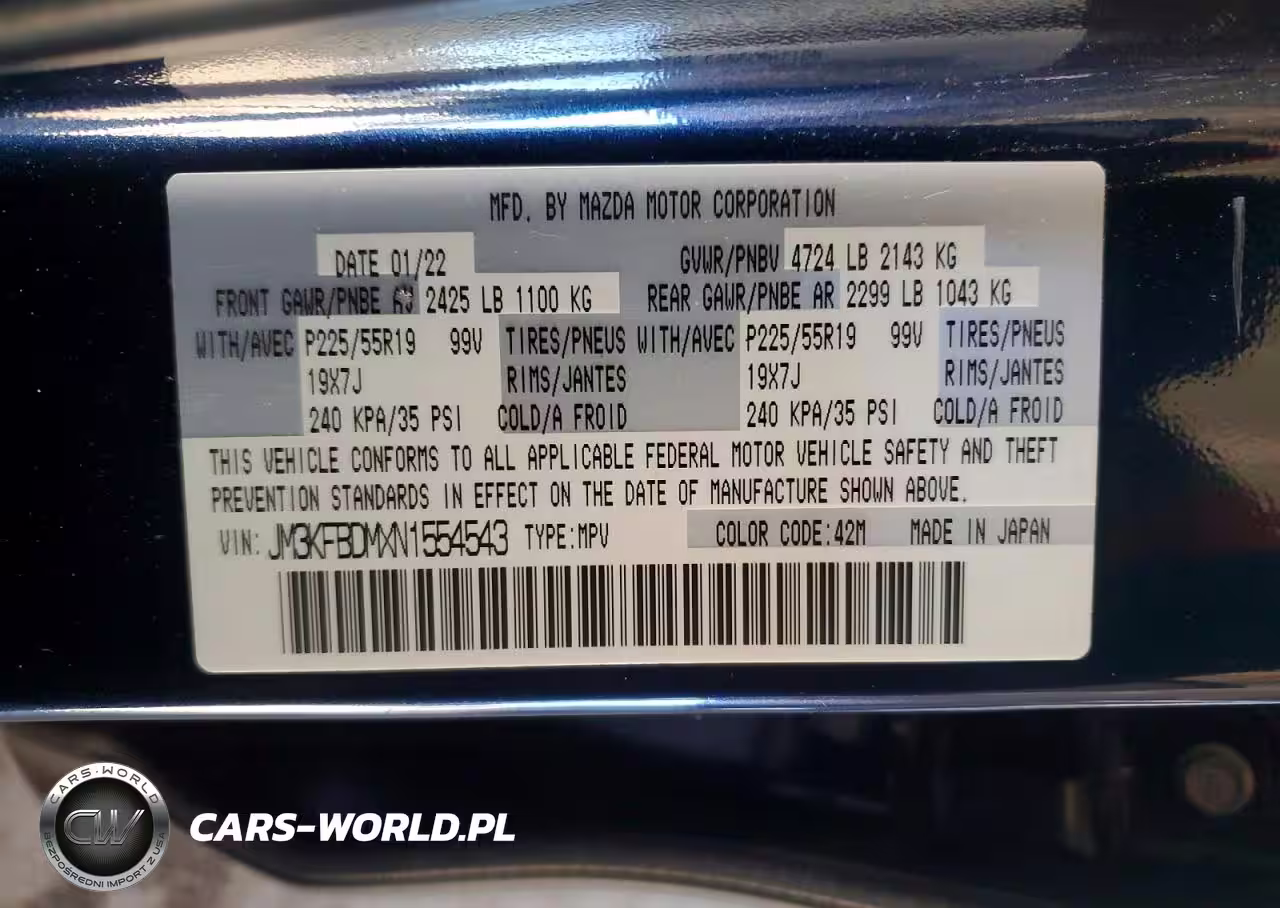 MFD. BY MAZDA MOTOR CORPORATION
DATE 01/22 GVWR/PNBV 4724 LB 2143 KG
FRONT GAWR/PNBE 2425 LB 1100 KG REAR GAWR/PNBE AR 2299 LB 1043 KG
WITH/AVEC P225/55R19 99V TIRES/PNEUS WITH/AVEC P225/55R19 99V TIRES/PNEUS
19X7J RIMS/JANTES 19X7J RIMS/JANTES
240 KPA/35 PSI COLD/A FROID 240 KPA/35 PSI COLD/A FROID
THIS VEHICLE CONFORMS TO ALL APPLICABLE FEDERAL MOTOR VEHICLE SAFETY AND THEFT
PREVENTION STANDARDS IN EFFECT ON THE DATE OF MANUFACTURE SHOWN ABOVE.
VIN: JM3KFBDMXN1554543 TYPE:MPV COLOR CODE:42M MADE IN JAPAN
CARS-WORLD
CW
BEZPOŚREDNI IMPORT Z USA
CARS-WORLD.PL